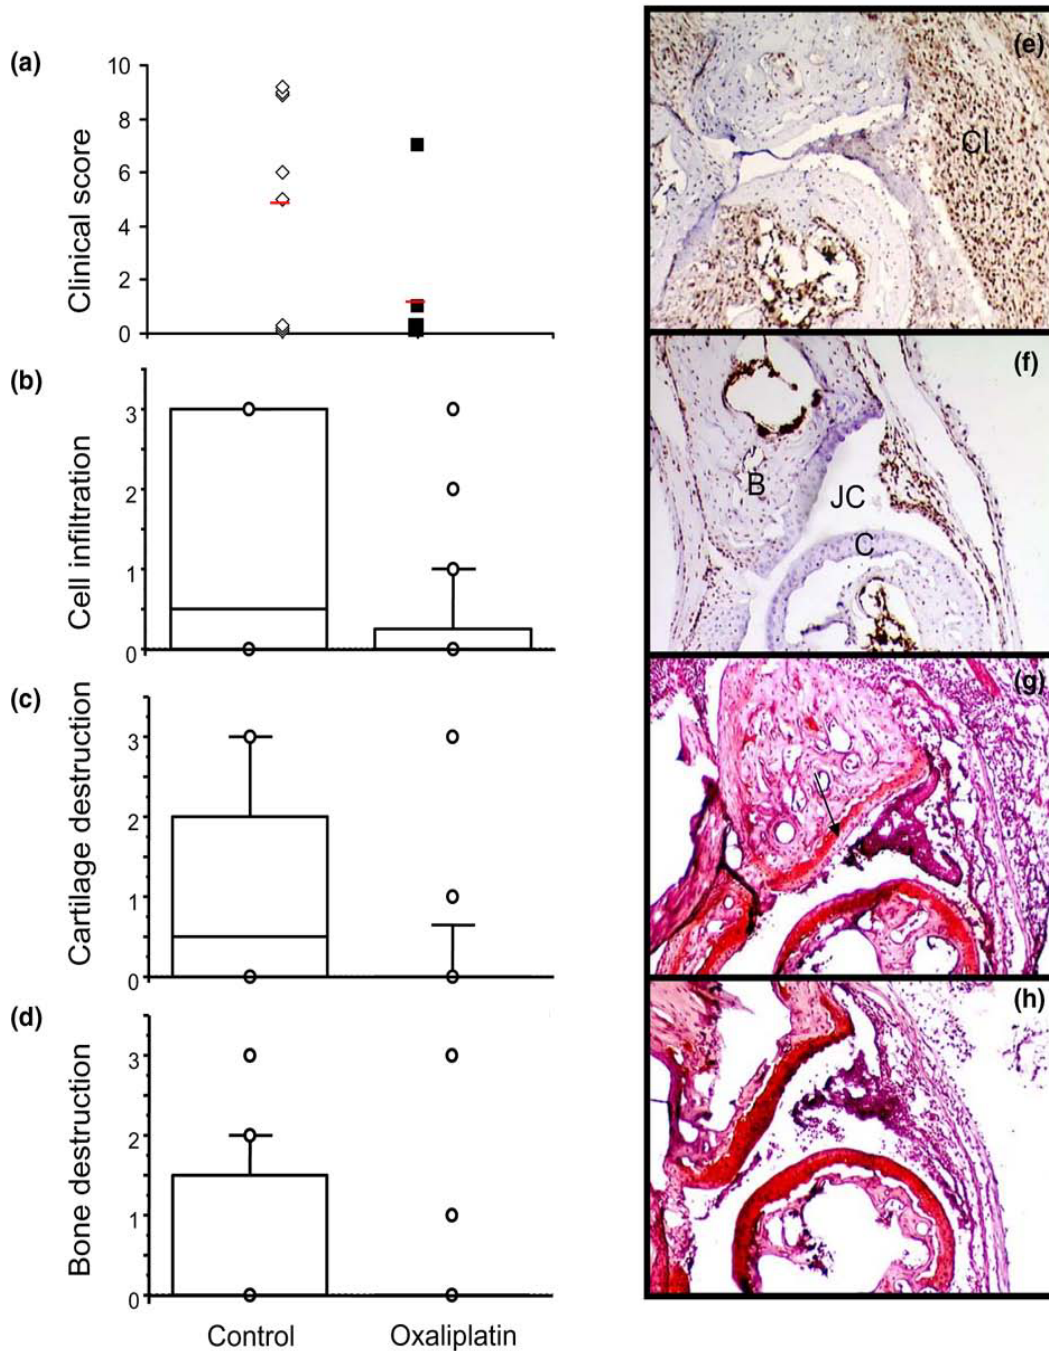 (a)
Clinical score
10
8
6
4
2
0
(b)
Cell infiltration
3
2
1
0
(c)
Cartilage destruction
3
2
1
0
(d)
Bone destruction
3
2
1
0
Control
Oxaliplatin
(e)
CI
(f)
B
JC
C
(g)
D
(h)